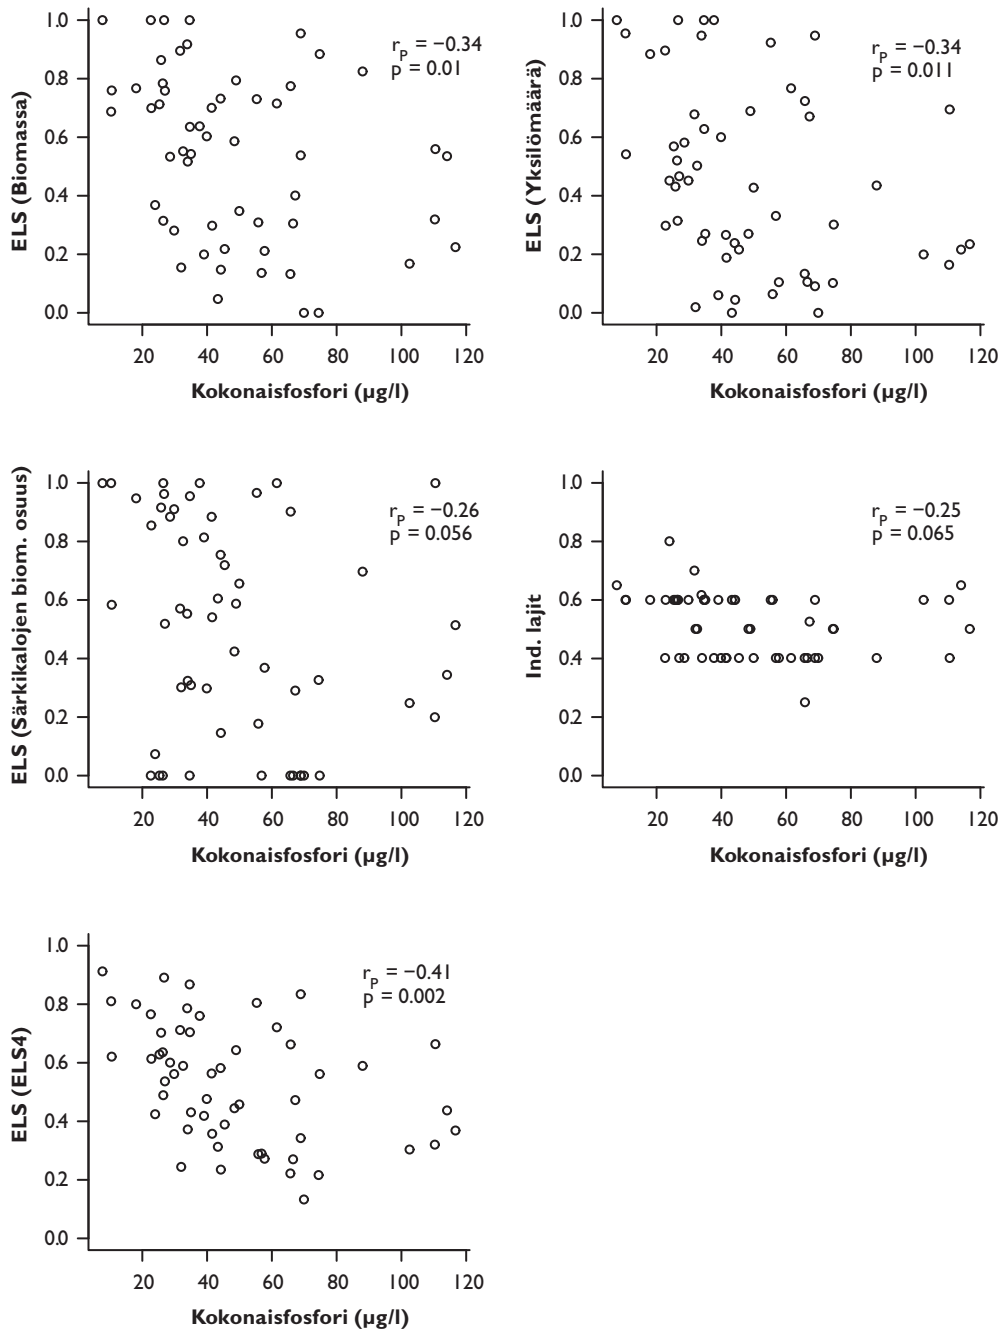 ELS (Biomassa)
1.0
0.8
0.6
0.4
0.2
0.0
rP = −0.34
p = 0.01
20 40 60 80 100 120
Kokonaisfosfori (µg/l)
ELS (Yksilömäärä)
1.0
0.8
0.6
0.4
0.2
0.0
rP = −0.34
p = 0.011
20 40 60 80 100 120
Kokonaisfosfori (µg/l)
ELS (Särkikalojen biom. osuus)
1.0
0.8
0.6
0.4
0.2
0.0
rP = −0.26
p = 0.056
20 40 60 80 100 120
Kokonaisfosfori (µg/l)
Ind. lajit
1.0
0.8
0.6
0.4
0.2
0.0
rP = −0.25
p = 0.065
20 40 60 80 100 120
Kokonaisfosfori (µg/l)
ELS (ELS4)
1.0
0.8
0.6
0.4
0.2
0.0
rP = −0.41
p = 0.002
20 40 60 80 100 120
Kokonaisfosfori (µg/l)